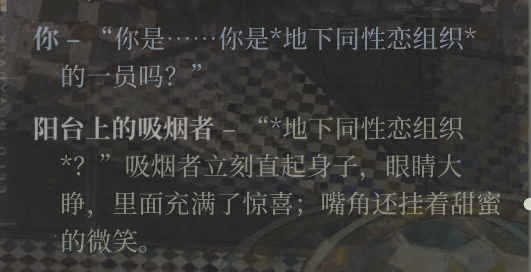 你 – “你是……你是*地下同性恋组织*
的一员吗？”
阳台上的吸烟者 – “*地下同性恋组织
*？”吸烟者立刻直起身子，眼睛大
睁，里面充满了惊喜；嘴角还挂着甜蜜
的微笑。